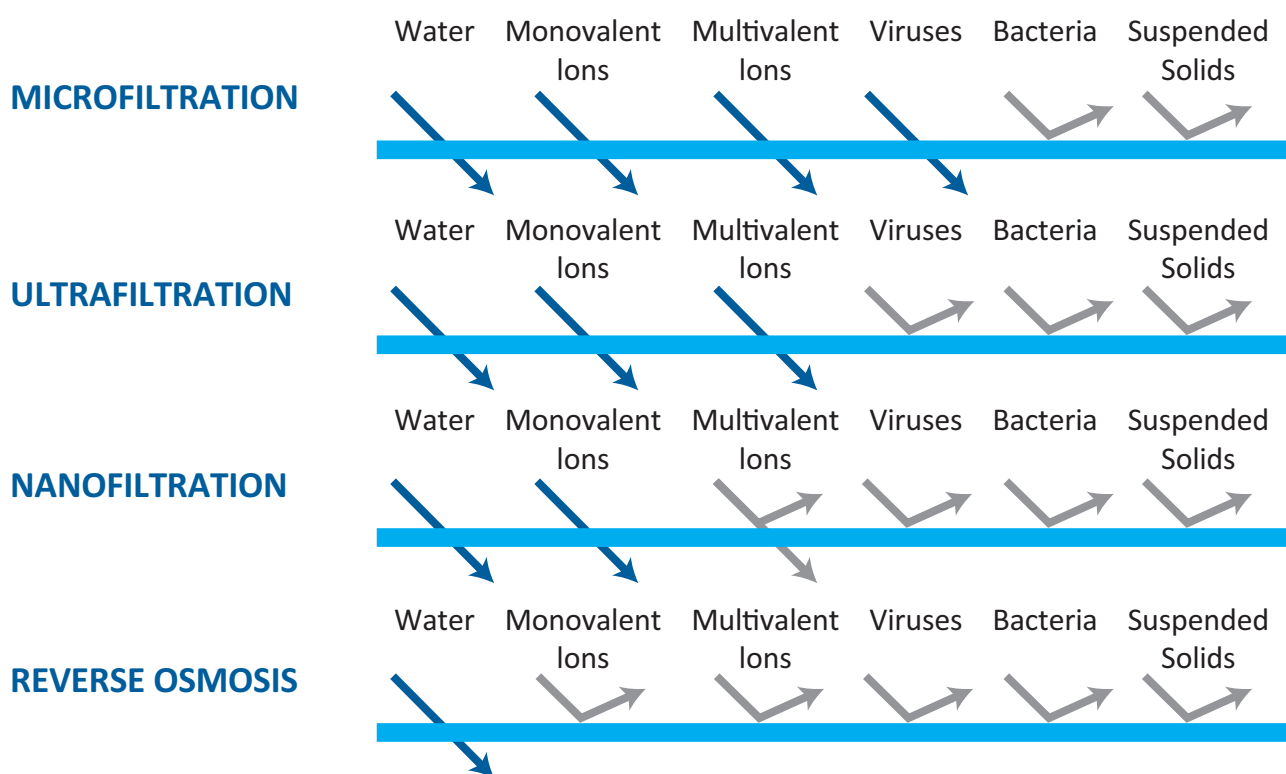 Water Monovalent Multivalent Viruses Bacteria Suspended
Ions Ions Solids
MICROFILTRATION
Water Monovalent Multivalent Viruses Bacteria Suspended
Ions Ions Solids
ULTRAFILTRATION
Water Monovalent Multivalent Viruses Bacteria Suspended
Ions Ions Solids
NANOFILTRATION
Water Monovalent Multivalent Viruses Bacteria Suspended
Ions Ions Solids
REVERSE OSMOSIS